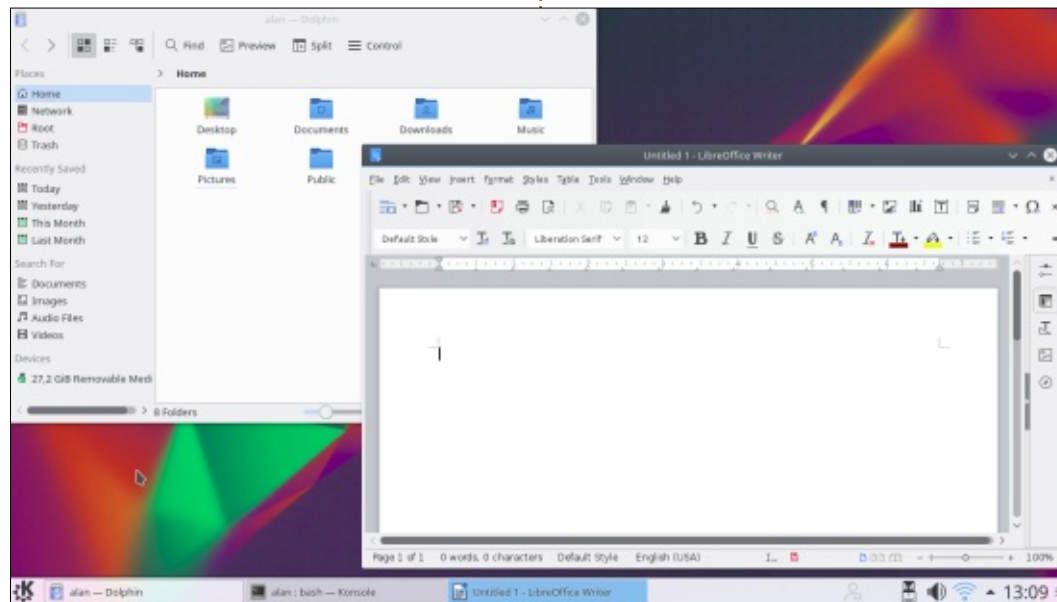 alan — Dolphin
Find Preview Split Control
Places
Home
Network
Root
Trash
Recently Saved
Today
Yesterday
This Month
Last Month
Search For
Documents
Images
Audio Files
Videos
Devices
27,2 GiB Removable Medi
> Home
Desktop Documents Downloads Music
Pictures Public
8 Folders
Untitled 1 - LibreOffice Writer
File Edit View Insert Format Styles Table Tools Window Help
Default Style Liberation Serif 12
Page 1 of 1 0 words, 0 characters Default Style English (USA) 100%
alan — Dolphin alan : bash — Konsole Untitled 1 - LibreOffice Writer 13:09